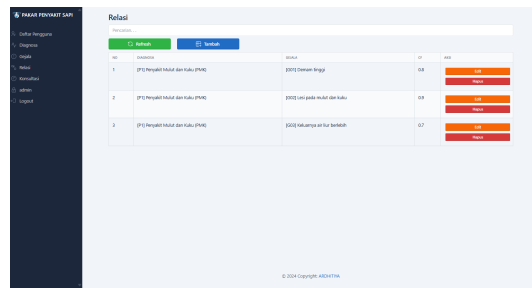 PAKAR PENYAKIT SAPI
Daftar Pengguna
Diagnosa
Gejala
Relasi
Konsultasi
admin
Logout
Relasi
Pencarian...
Refresh
Tambah
NO DIAGNOSA GEJALA CF AKSI
1 [P1] Penyakit Mulut dan Kuku (PMK) [G01] Demam tinggi 0.8 Edit
Hapus
2 [P1] Penyakit Mulut dan Kuku (PMK) [G02] Lesi pada mulut dan kuku 0.9 Edit
Hapus
3 [P1] Penyakit Mulut dan Kuku (PMK) [G03] Keluarnya air liur berlebih 0.7 Edit
Hapus
© 2024 Copyright: ARDHITYA